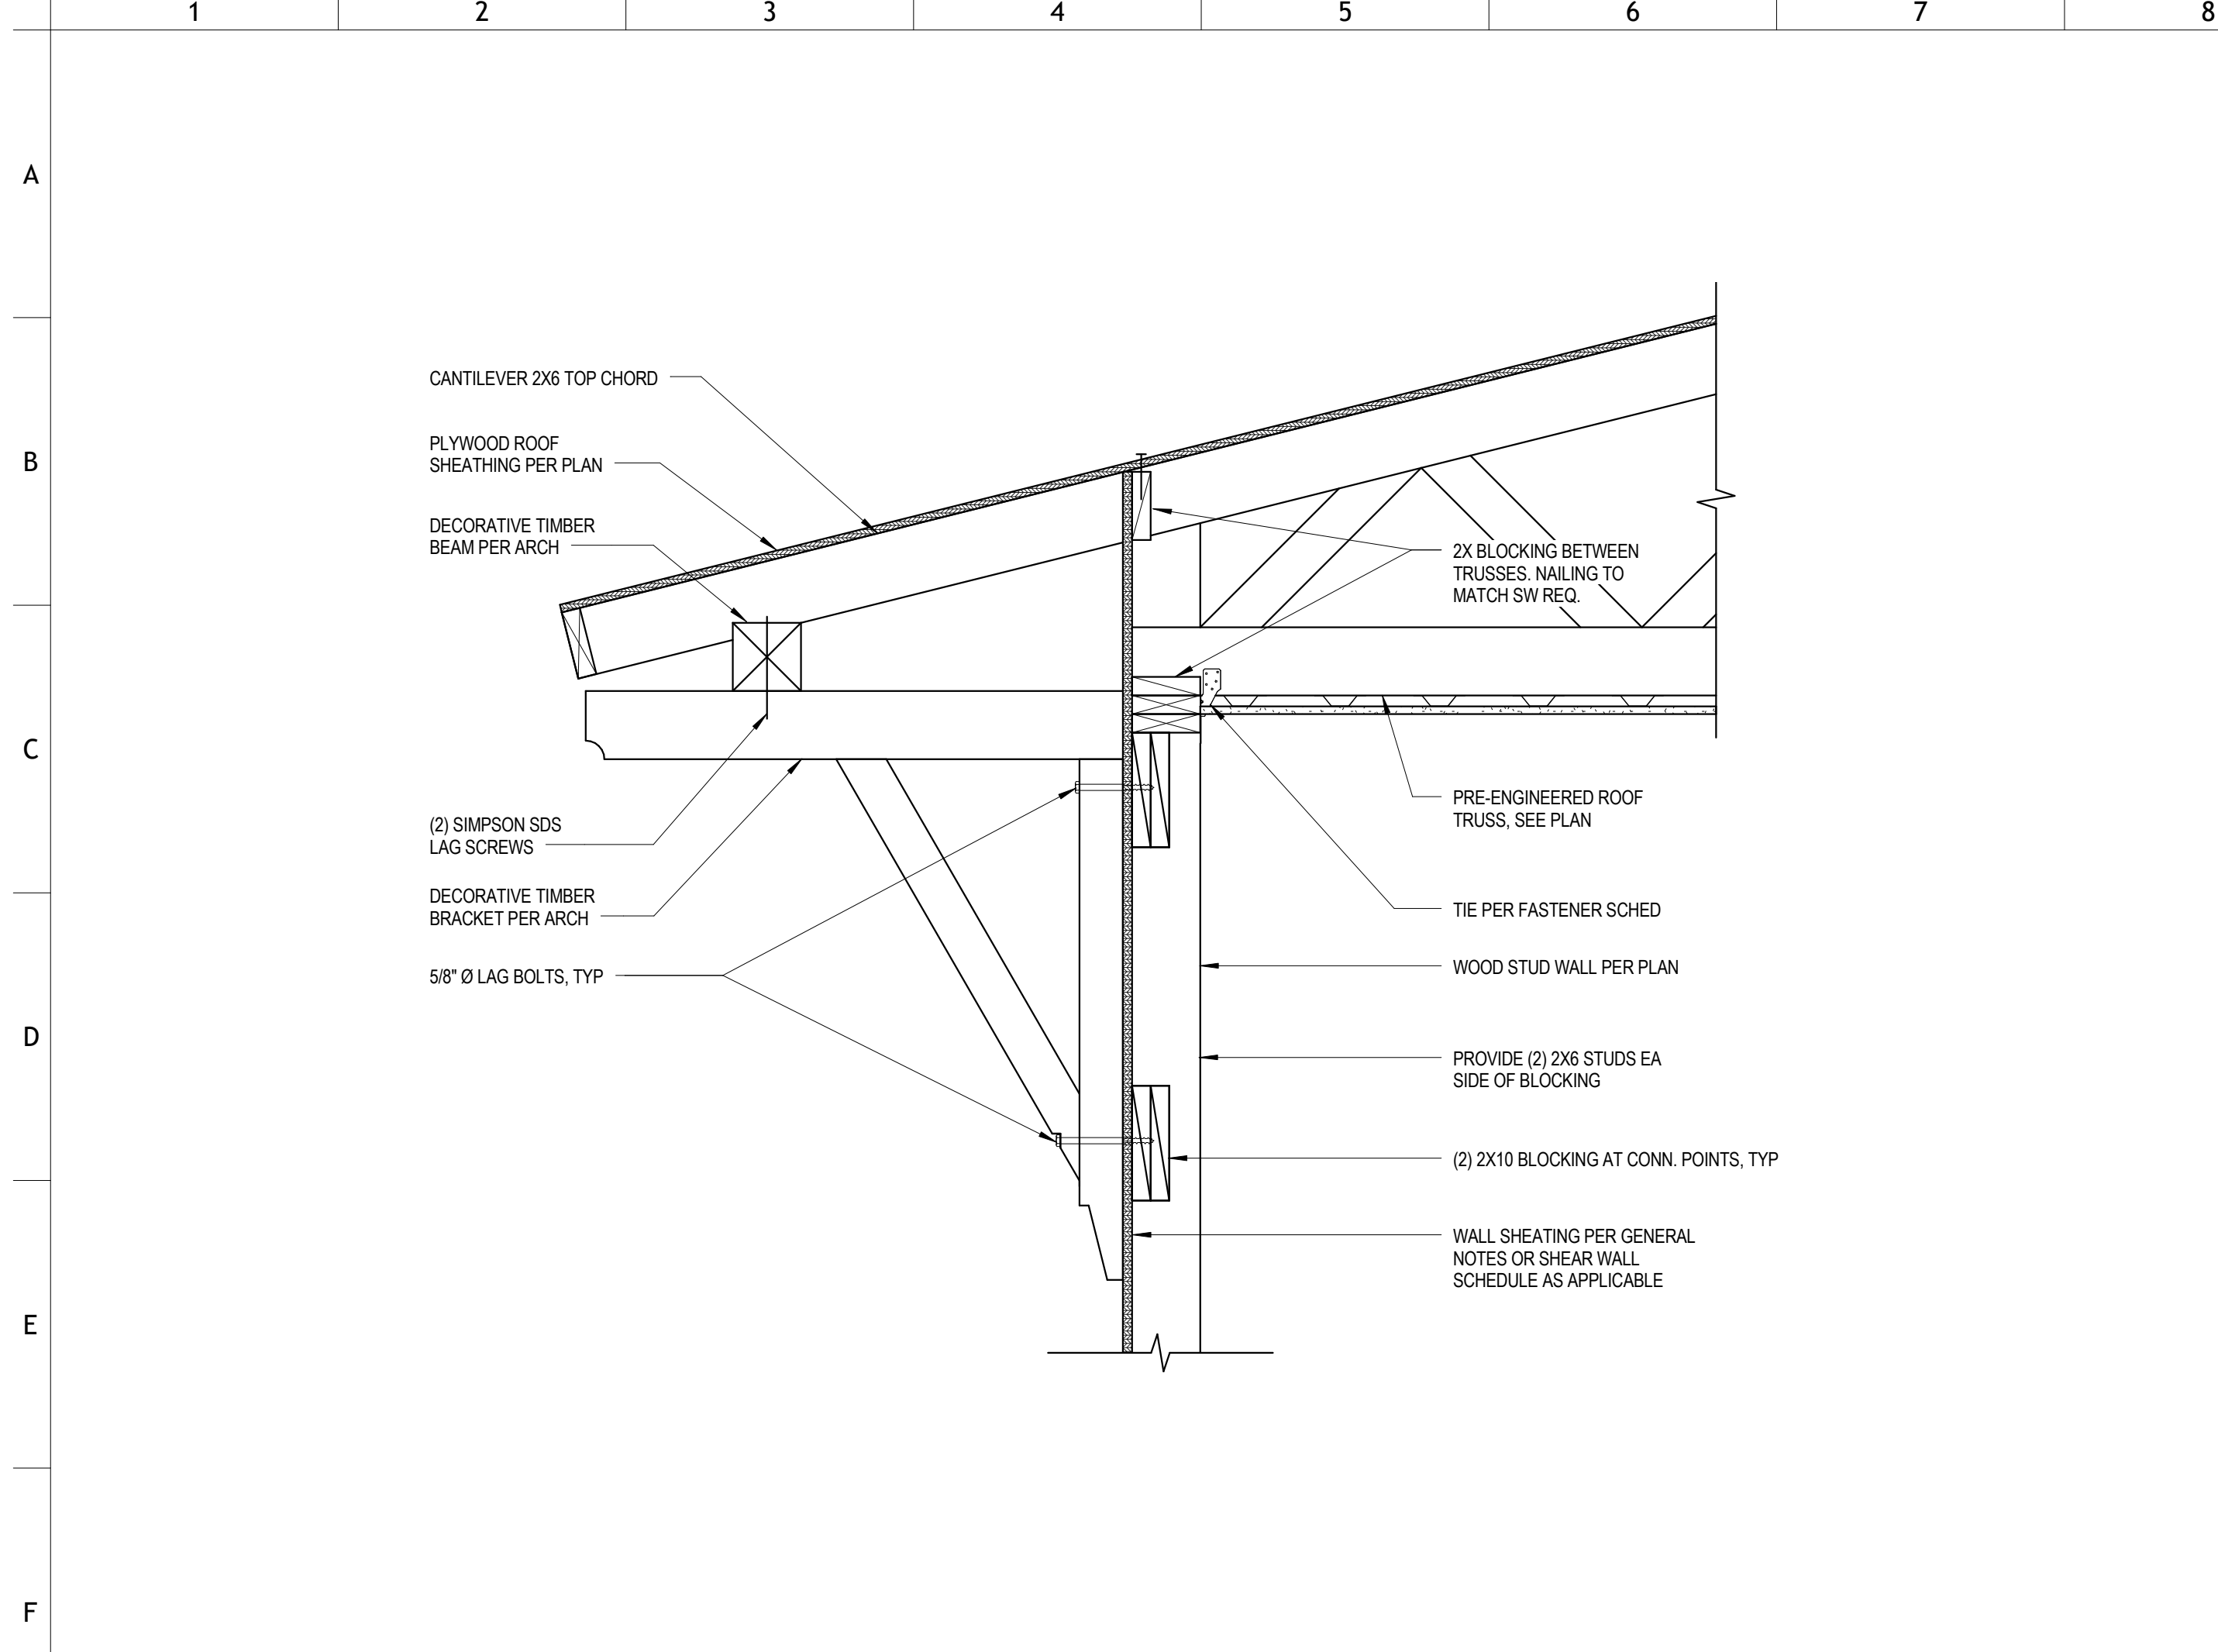 1 2 3 4 5 6 7 8
A
B
C
D
E
F
CANTILEVER 2X6 TOP CHORD
PLYWOOD ROOF
SHEATHING PER PLAN
DECORATIVE TIMBER
BEAM PER ARCH
(2) SIMPSON SDS
LAG SCREWS
DECORATIVE TIMBER
BRACKET PER ARCH
5/8" Ø LAG BOLTS, TYP
2X BLOCKING BETWEEN
TRUSSES. NAILING TO
MATCH SW REQ.
PRE-ENGINEERED ROOF
TRUSS, SEE PLAN
TIE PER FASTENER SCHED
WOOD STUD WALL PER PLAN
PROVIDE (2) 2X6 STUDS EA
SIDE OF BLOCKING
(2) 2X10 BLOCKING AT CONN. POINTS, TYP
WALL SHEATING PER GENERAL
NOTES OR SHEAR WALL
SCHEDULE AS APPLICABLE